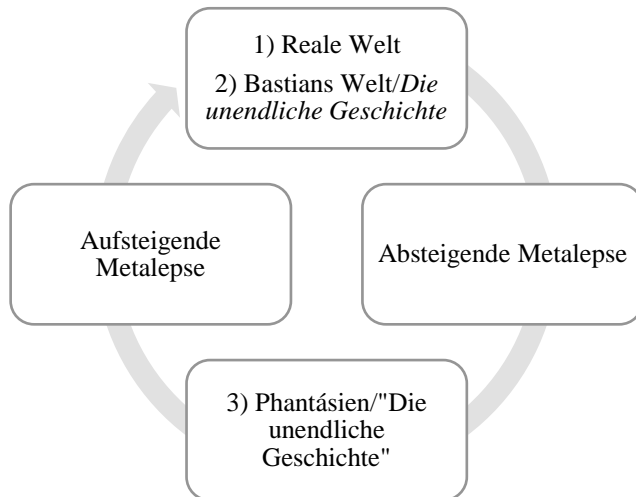 1) Reale Welt
2) Bastians Welt/Die
unendliche Geschichte
Aufsteigende
Metalepse
Absteigende Metalepse
3) Phantásien/"Die
unendliche
Geschichte"